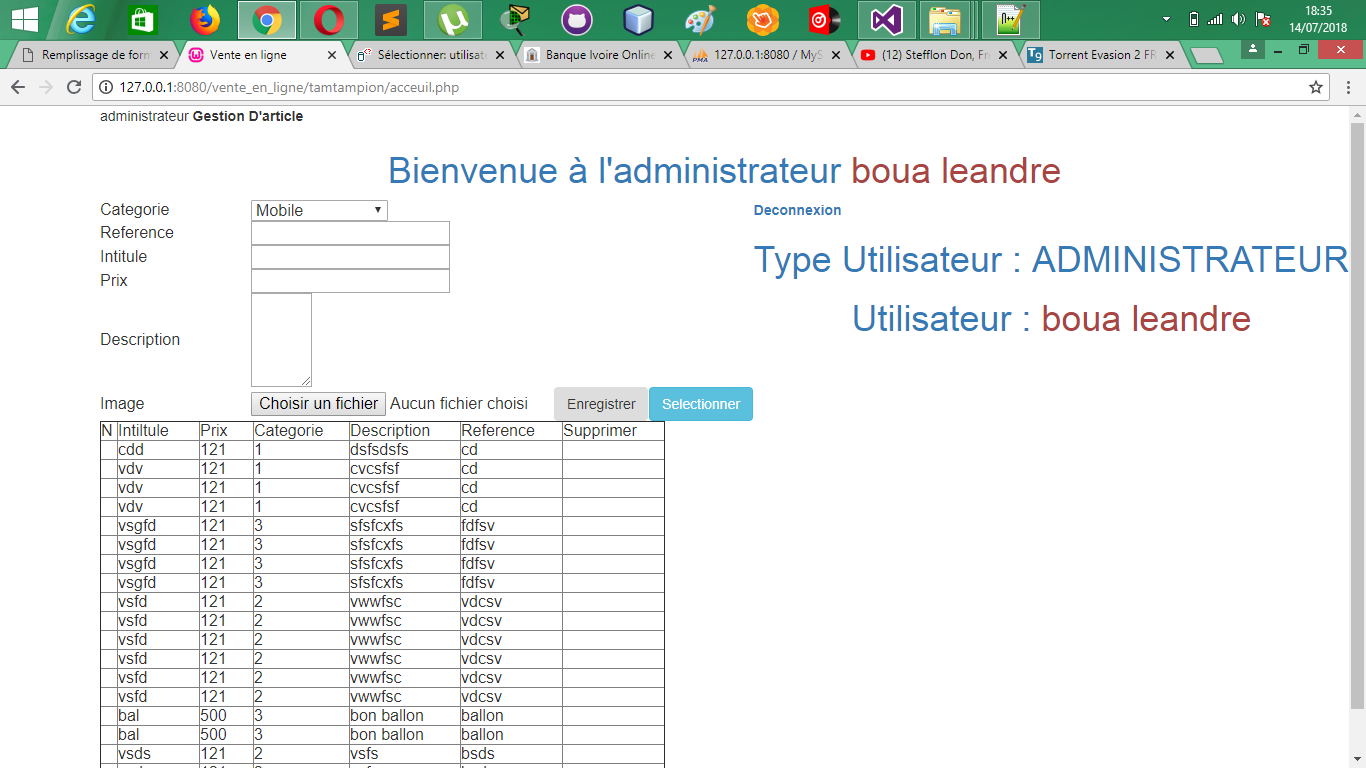 18:35
14/07/2018
Remplissage de form
Vente en ligne
Sélectionner: utilisate
Banque Ivoire Online
127.0.0.1:8080 / MyS
(12) Stefflon Don, Fre
Torrent Evasion 2 FR
127.0.0.1:8080/vente_en_ligne/tamtampion/acceuil.php
administrateur Gestion D'article
Bienvenue à l'administrateur boua leandre
Categorie Mobile Deconnexion
Reference
Intitule
Type Utilisateur : ADMINISTRATEUR
Prix
Utilisateur : boua leandre
Description
Image Choisir un fichier Aucun fichier choisi Enregistrer Selectionner
N Intiltule Prix Categorie Description Reference Supprimer
cdd 121 1 dsfsdsfs cd
vdv 121 1 cvcsfsf cd
vdv 121 1 cvcsfsf cd
vdv 121 1 cvcsfsf cd
vsgfd 121 3 sfsfcxfs fdfsv
vsgfd 121 3 sfsfcxfs fdfsv
vsgfd 121 3 sfsfcxfs fdfsv
vsgfd 121 3 sfsfcxfs fdfsv
vsfd 121 2 vwwfsc vdcsv
vsfd 121 2 vwwfsc vdcsv
vsfd 121 2 vwwfsc vdcsv
vsfd 121 2 vwwfsc vdcsv
vsfd 121 2 vwwfsc vdcsv
vsfd 121 2 vwwfsc vdcsv
bal 500 3 bon ballon ballon
bal 500 3 bon ballon ballon
vsds 121 2 vsfs bsds